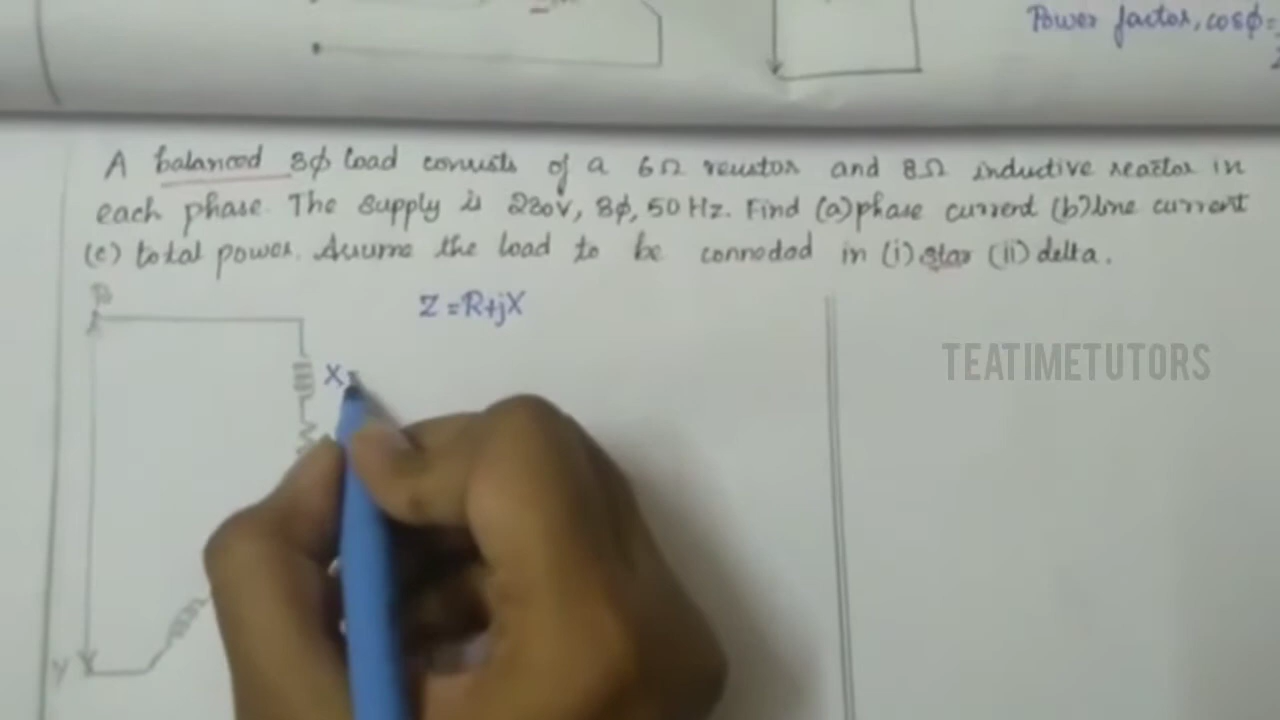 Power factor, cosϕ=
A balanced 3ϕ load consists of a 6Ω resistor and 8Ω inductive reactor in
each phase. The supply is 230V, 3ϕ, 50 Hz. Find (a)phase current (b)line current
(c) total power. Assume the load to be connected in (i) star (ii) delta.
R
Z = R+jX
TEATIMETUTORS
X=
Y